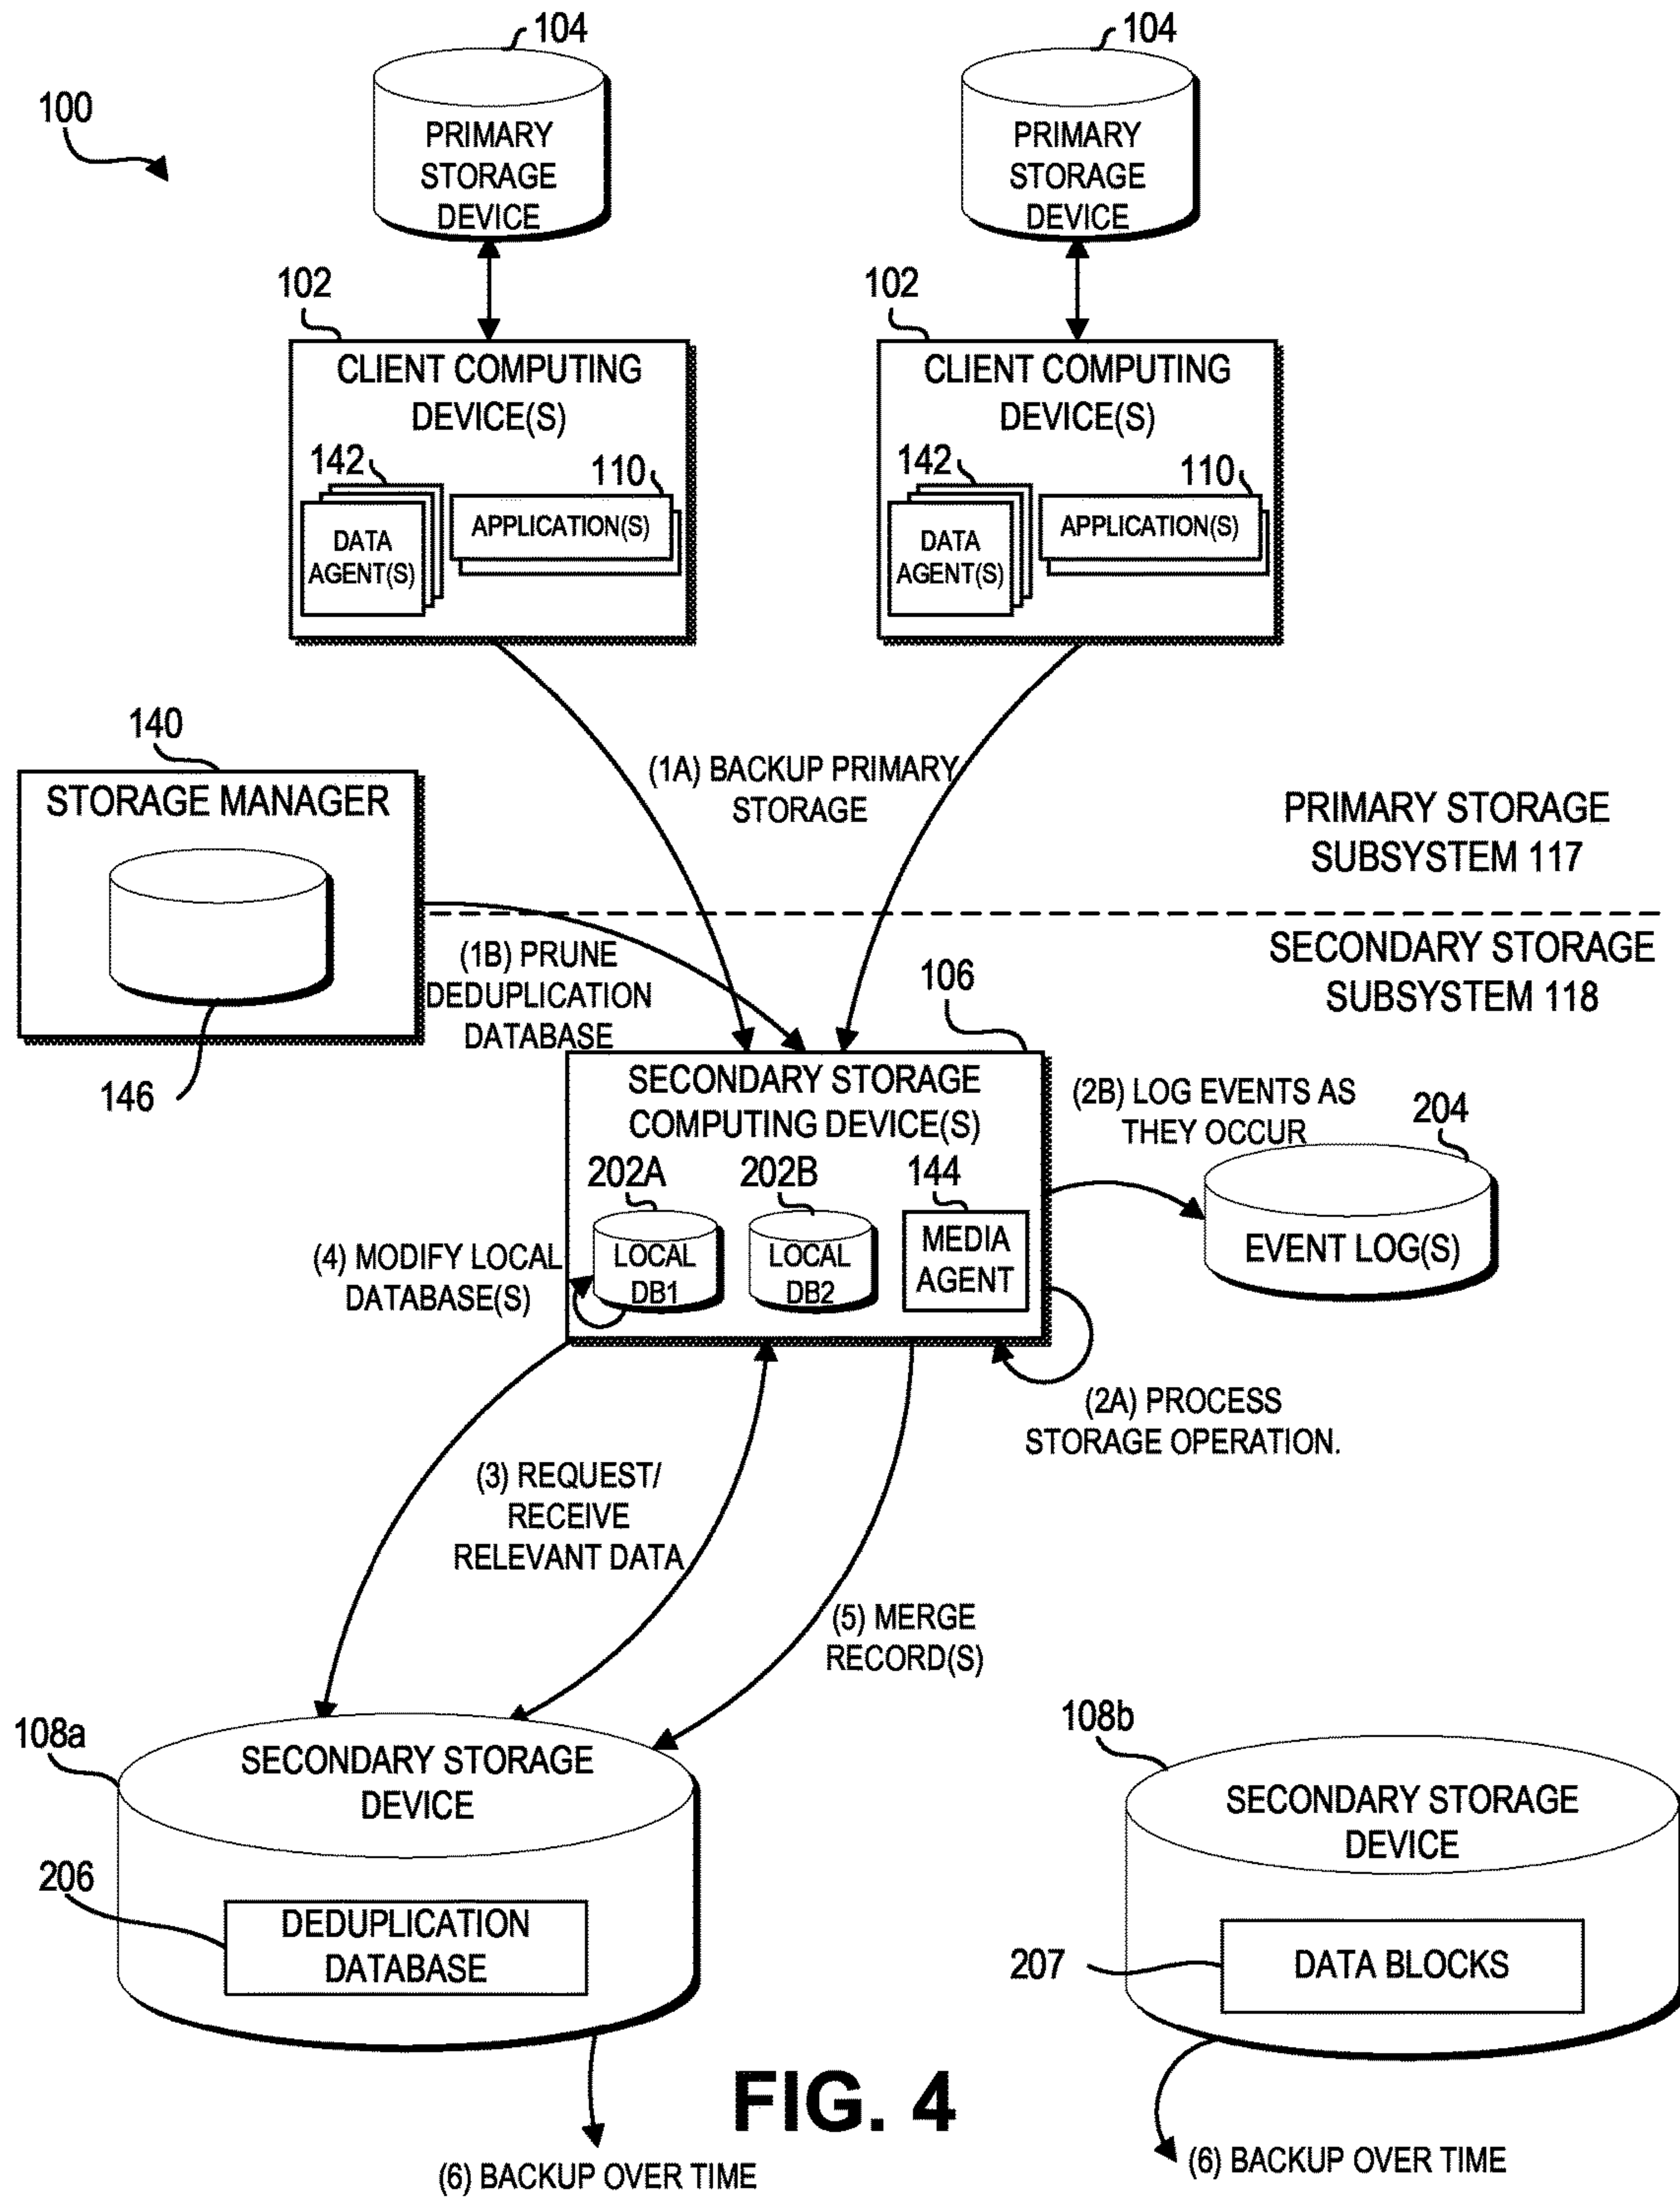 104
104
100
PRIMARY
STORAGE
DEVICE
PRIMARY
STORAGE
DEVICE
102
102
CLIENT COMPUTING
DEVICE(S)
CLIENT COMPUTING
DEVICE(S)
142
110
142
110
DATA
AGENT(S)
APPLICATION(S)
DATA
AGENT(S)
APPLICATION(S)
140
STORAGE MANAGER
(1A) BACKUP PRIMARY
STORAGE
PRIMARY STORAGE
SUBSYSTEM 117
(1B) PRUNE
DEDUPLICATION
DATABASE
SECONDARY STORAGE
SUBSYSTEM 118
106
146
SECONDARY STORAGE
COMPUTING DEVICE(S)
(2B) LOG EVENTS AS
THEY OCCUR
204
202A
202B
144
LOCAL
DB1
LOCAL
DB2
MEDIA
AGENT
EVENT LOG(S)
(4) MODIFY LOCAL
DATABASE(S)
(2A) PROCESS
STORAGE OPERATION.
(3) REQUEST/
RECEIVE
RELEVANT DATA
(5) MERGE
RECORD(S)
108a
SECONDARY STORAGE
DEVICE
108b
SECONDARY STORAGE
DEVICE
206
DEDUPLICATION
DATABASE
207
DATA BLOCKS
FIG. 4
(6) BACKUP OVER TIME
(6) BACKUP OVER TIME